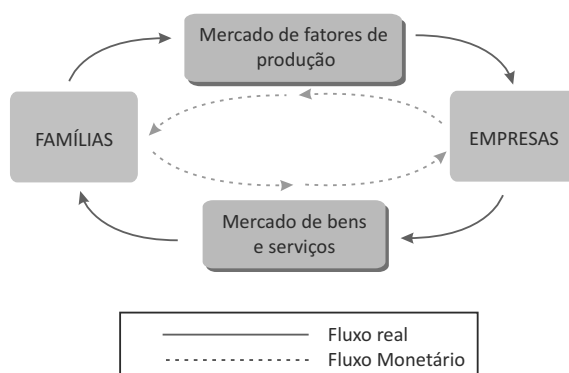 Mercado de fatores de
produção
FAMÍLIAS
EMPRESAS
Mercado de bens
e serviços
Fluxo real
Fluxo Monetário